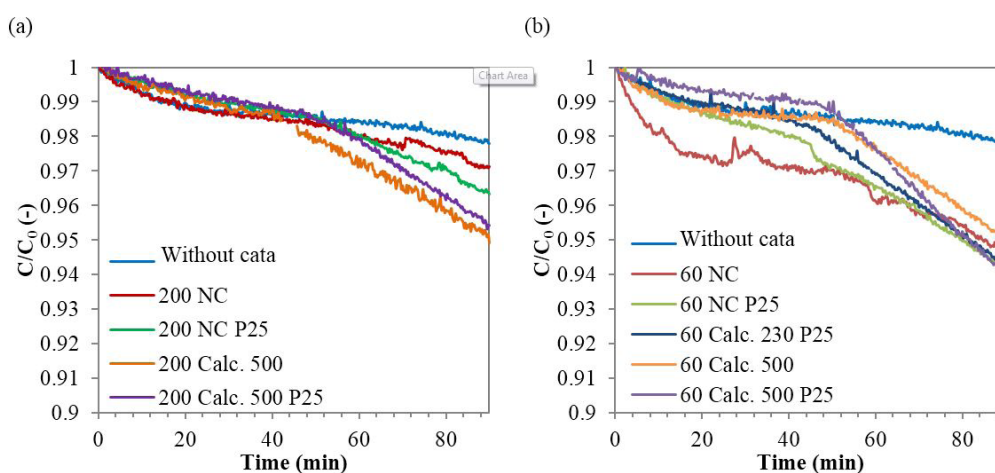 (a)
(b)
1
0.99
0.98
0.97
0.96
0.95
0.94
0.93
0.92
0.91
0.9
C/C0 (-)
Chart Area
Without cata
200 NC
200 NC P25
200 Calc. 500
200 Calc. 500 P25
0 20 40 60 80
Time (min)
1
0.99
0.98
0.97
0.96
0.95
0.94
0.93
0.92
0.91
0.9
C/C0 (-)
Without cata
60 NC
60 NC P25
60 Calc. 230 P25
60 Calc. 500
60 Calc. 500 P25
0 20 40 60 80
Time (min)